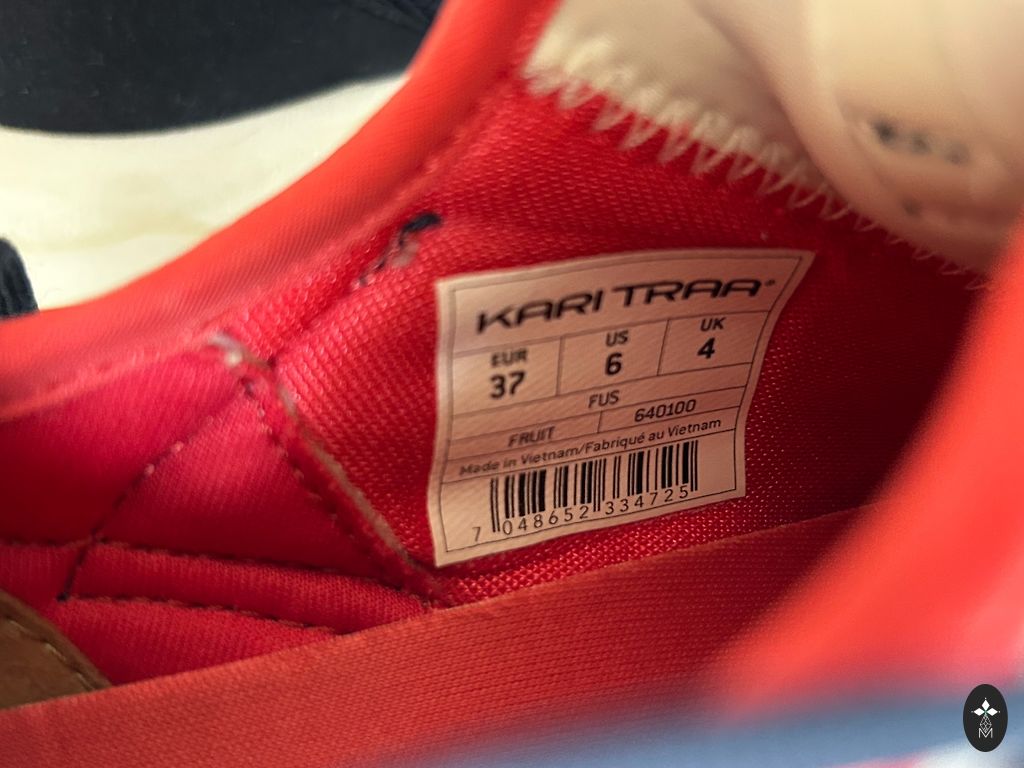 KARI TRAA®
EUR US UK
37 6 4
FUS
FRUIT 640100
Made in Vietnam/Fabriqué au Vietnam
7 048652 334725
M